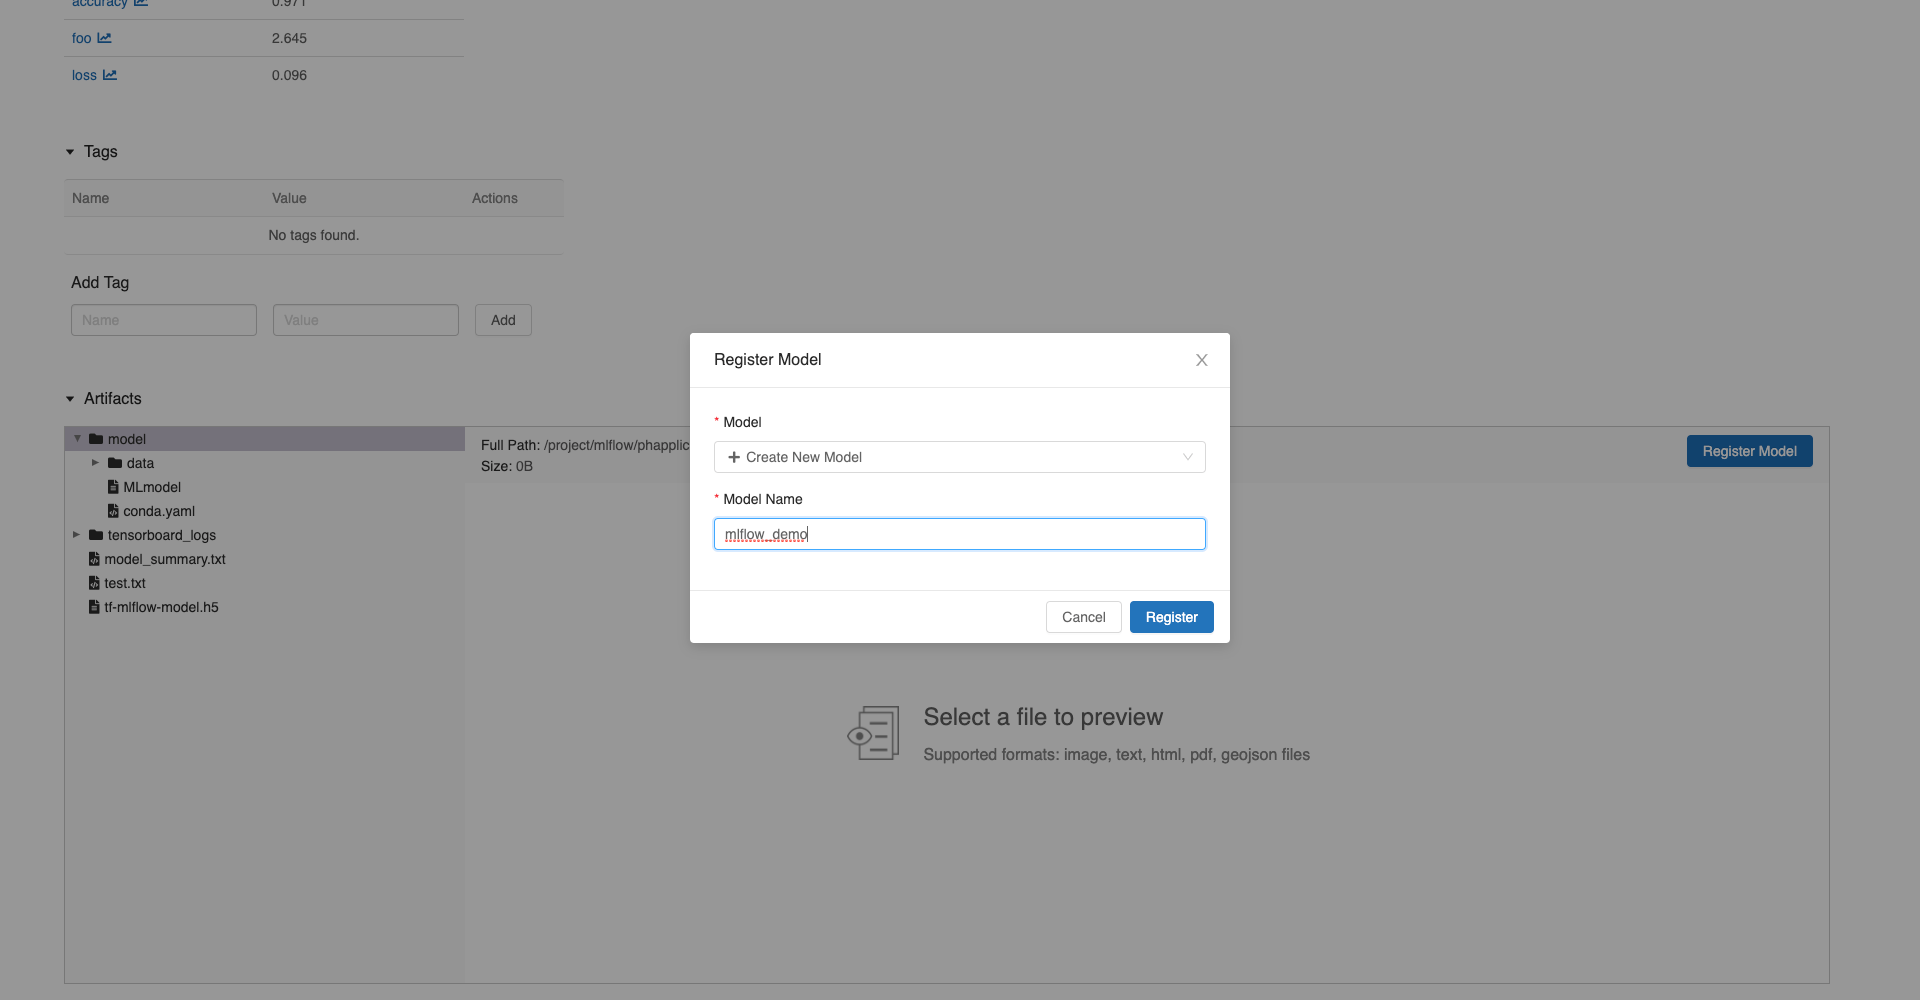 accuracy 0.971
foo 2.645
loss 0.096
Tags
Name Value Actions
No tags found.
Add Tag
Name Value Add
Register Model
* Model
Create New Model
* Model Name
mlflow_demo
Cancel Register
Artifacts
model
data
MLmodel
conda.yaml
tensorboard_logs
model_summary.txt
test.txt
tf-mlflow-model.h5
Full Path: /project/mlflow/phapplic
Size: 0B
Register Model
Select a file to preview
Supported formats: image, text, html, pdf, geojson files